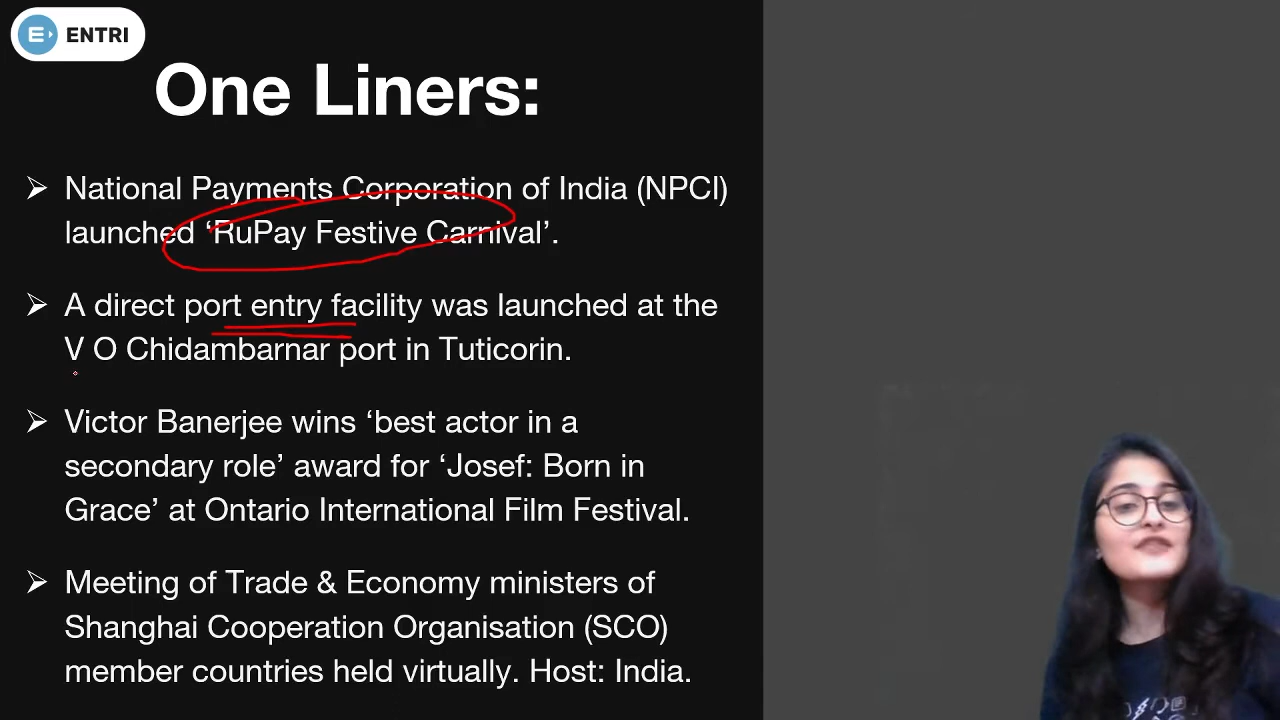 ENTRI
One Liners:
➢ National Payments Corporation of India (NPCI)
launched ‘RuPay Festive Carnival’.
➢ A direct port entry facility was launched at the
V O Chidambarnar port in Tuticorin.
➢ Victor Banerjee wins ‘best actor in a
secondary role’ award for ‘Josef: Born in
Grace’ at Ontario International Film Festival.
➢ Meeting of Trade & Economy ministers of
Shanghai Cooperation Organisation (SCO)
member countries held virtually. Host: India.